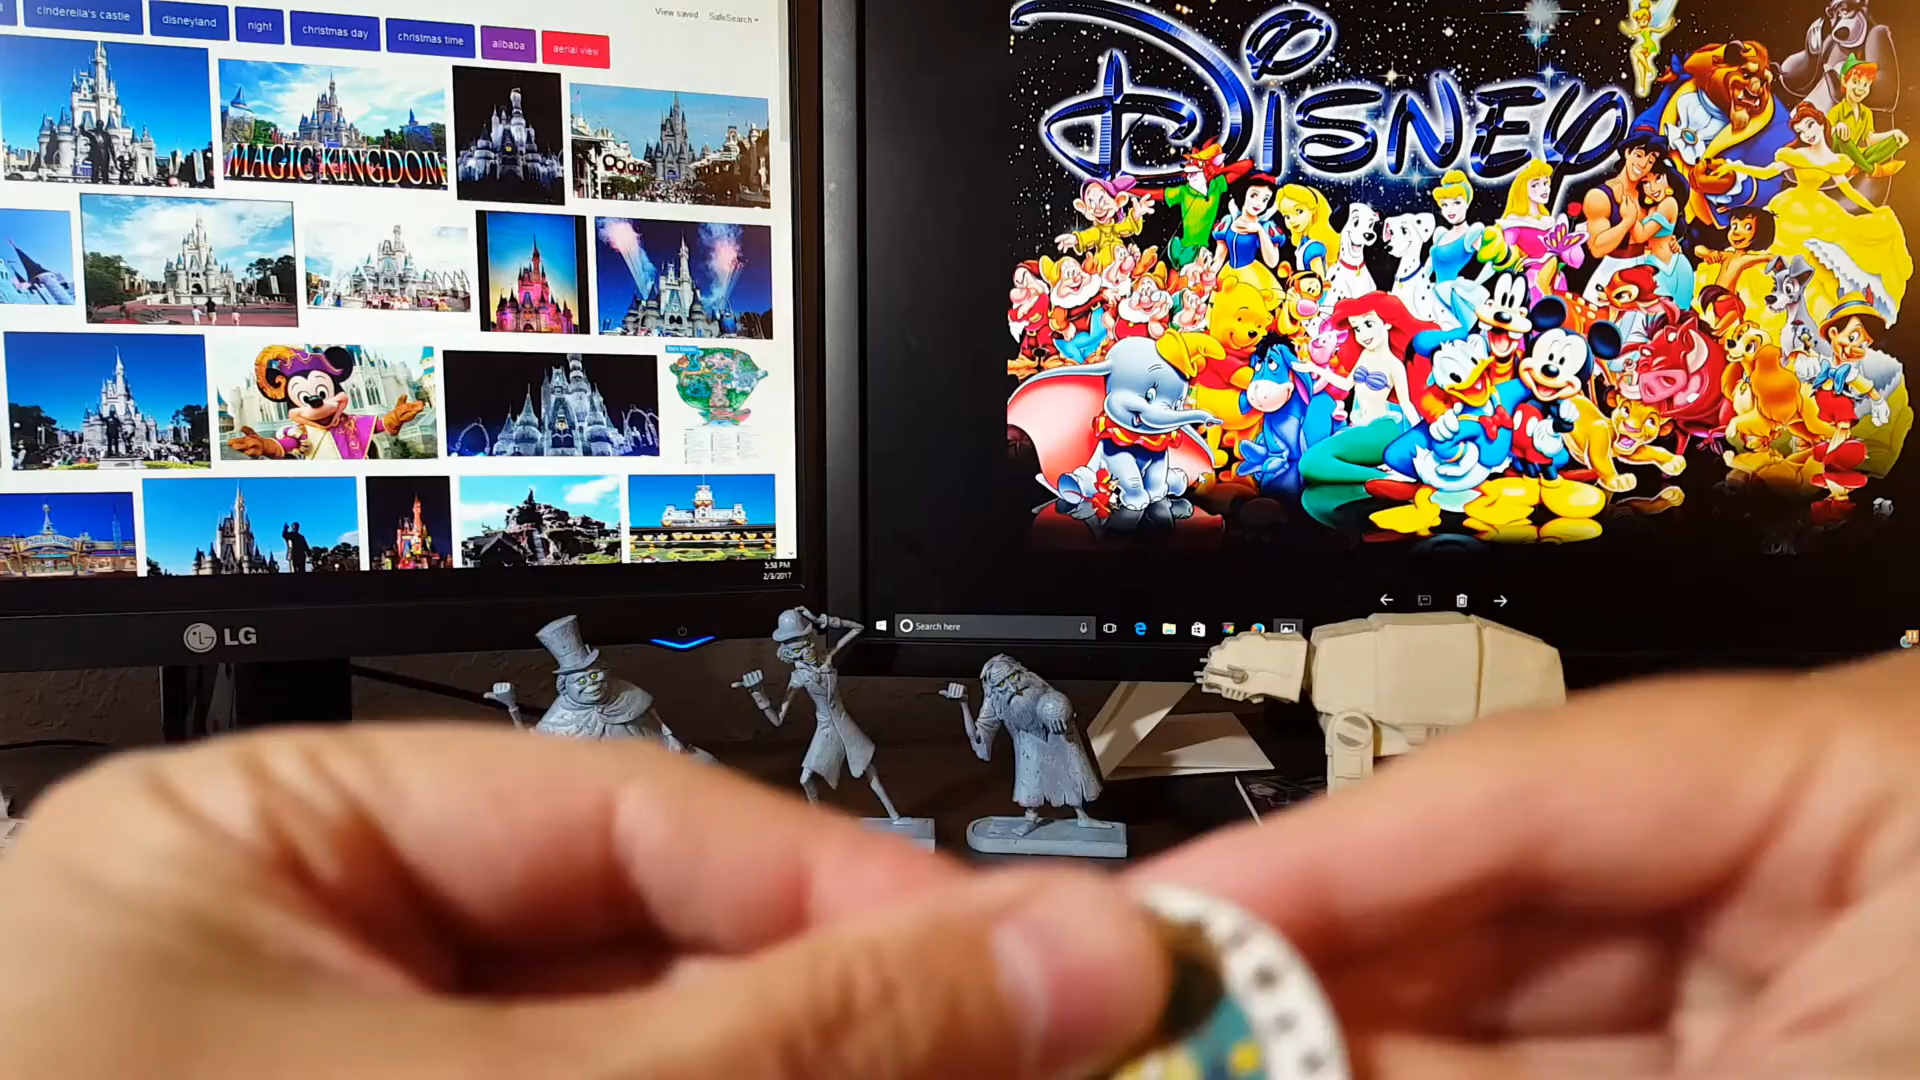 cinderella's castle
disneyland
night
christmas day
christmas time
alibaba
aerial view
View saved
SafeSearch
MAGIC KINGDOM
5:58 PM
2/3/2017
LG
DISNEY
Search here